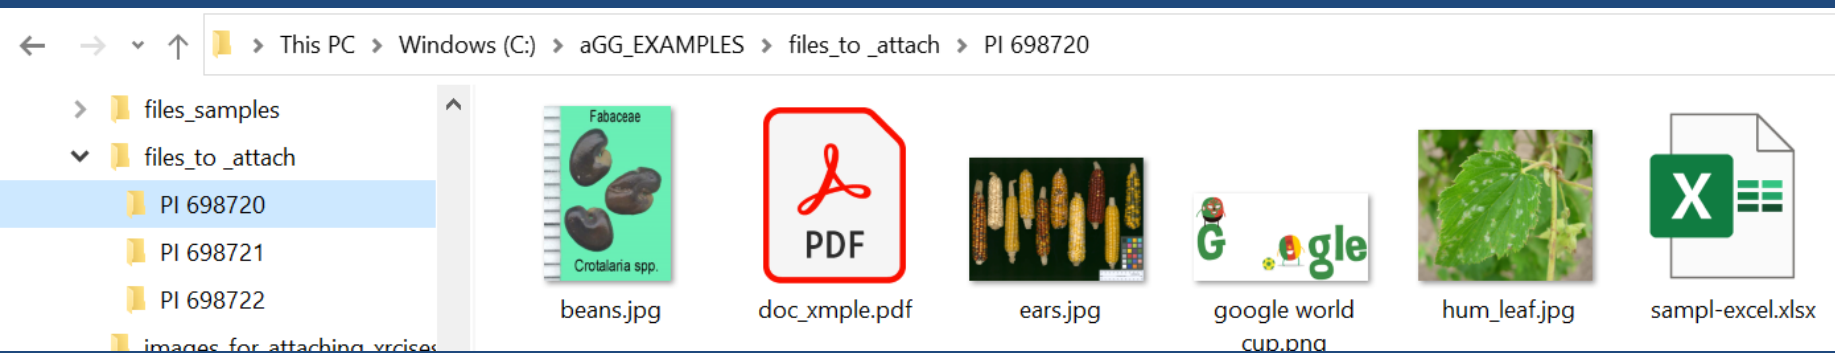 This PC > Windows (C:) > aGG_EXAMPLES > files_to _attach > PI 698720
files_samples
files_to _attach
PI 698720
PI 698721
PI 698722
images_for_attaching_xrcises
Fabaceae
Crotalaria spp.
beans.jpg
PDF
doc_xmple.pdf
ears.jpg
G gle
google world
cup.png
hum_leaf.jpg
X
sampl-excel.xlsx